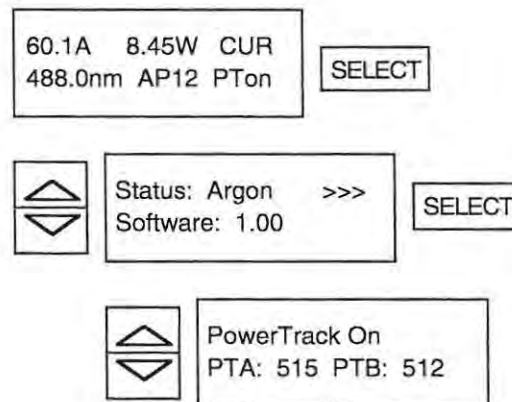 60.1A 8.45W CUR
488.0nm AP12 PTon
SELECT
Status: Argon >>>
Software: 1.00
SELECT
PowerTrack On
PTA: 515 PTB: 512